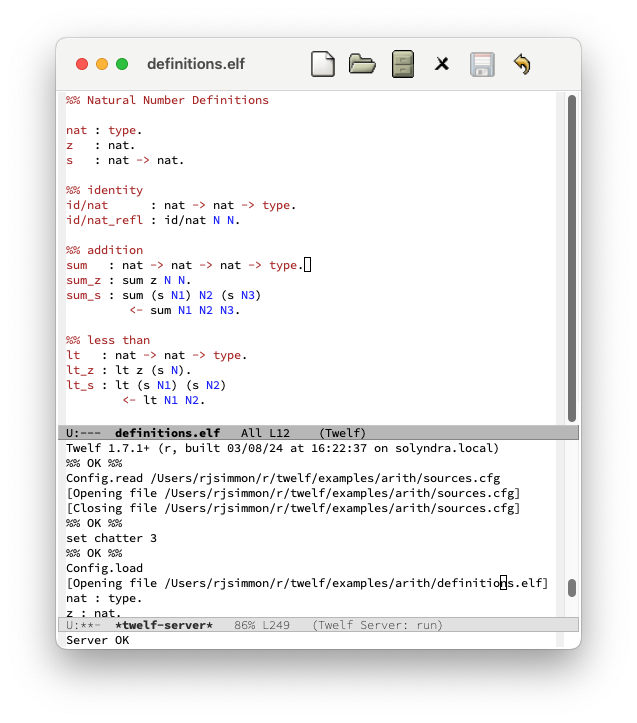 definitions.elf
%% Natural Number Definitions
nat : type.
z   : nat.
s   : nat -> nat.
%% identity
id/nat      : nat -> nat -> type.
id/nat_refl : id/nat N N.
%% addition
sum   : nat -> nat -> nat -> type.
sum_z : sum z N N.
sum_s : sum (s N1) N2 (s N3)
         <- sum N1 N2 N3.
%% less than
lt   : nat -> nat -> type.
lt_z : lt z (s N).
lt_s : lt (s N1) (s N2)
        <- lt N1 N2.
U:---  definitions.elf   All L12    (Twelf)
Twelf 1.7.1+ (r, built 03/08/24 at 16:22:37 on solyndra.local)
%% OK %%
Config.read /Users/rjsimmon/r/twelf/examples/arith/sources.cfg
[Opening file /Users/rjsimmon/r/twelf/examples/arith/sources.cfg]
[Closing file /Users/rjsimmon/r/twelf/examples/arith/sources.cfg]
%% OK %%
set chatter 3
%% OK %%
Config.load
[Opening file /Users/rjsimmon/r/twelf/examples/arith/definitions.elf]
nat : type.
z : nat.
U:**-  *twelf-server*   86% L249   (Twelf Server: run)
Server OK